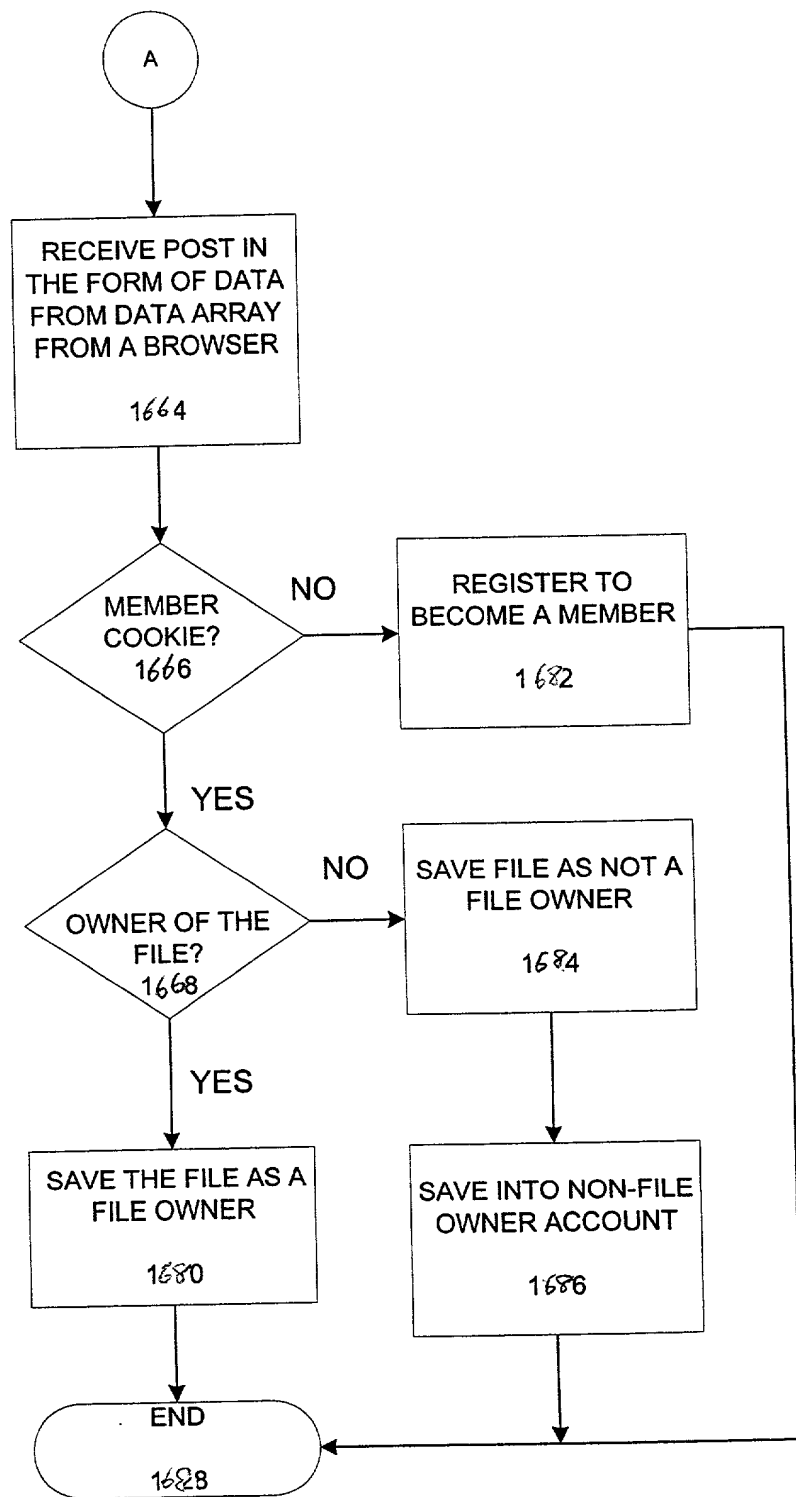 A
RECEIVE POST IN
THE FORM OF DATA
FROM DATA ARRAY
FROM A BROWSER
1664
MEMBER
COOKIE?
1666
NO
REGISTER TO
BECOME A MEMBER
1682
YES
OWNER OF THE
FILE?
1668
NO
SAVE FILE AS NOT A
FILE OWNER
1684
YES
SAVE THE FILE AS A
FILE OWNER
1680
SAVE INTO NON-FILE
OWNER ACCOUNT
1686
END